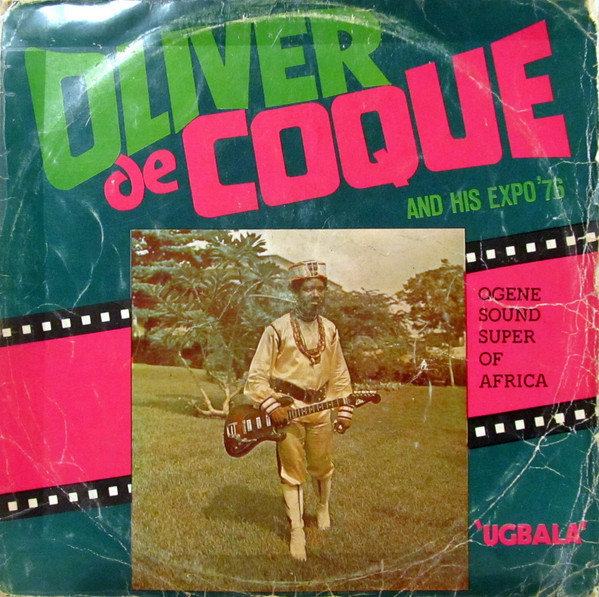 OLIVER
de COQUE
AND HIS EXPO '76
OGENE
SOUND
SUPER
OF
AFRICA
'UGBALA'